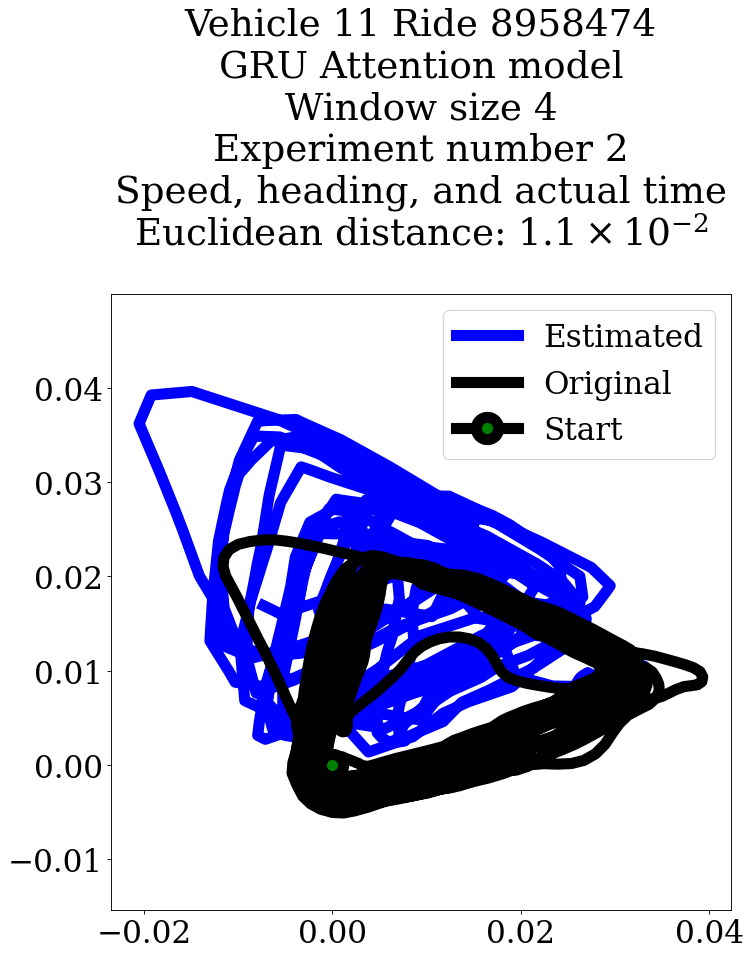 Vehicle 11 Ride 8958474
GRU Attention model
Window size 4
Experiment number 2
Speed, heading, and actual time
Euclidean distance: 1.1 × 10⁻²
Estimated
Original
Start
0.04
0.03
0.02
0.01
0.00
−0.01
−0.02
0.00
0.02
0.04